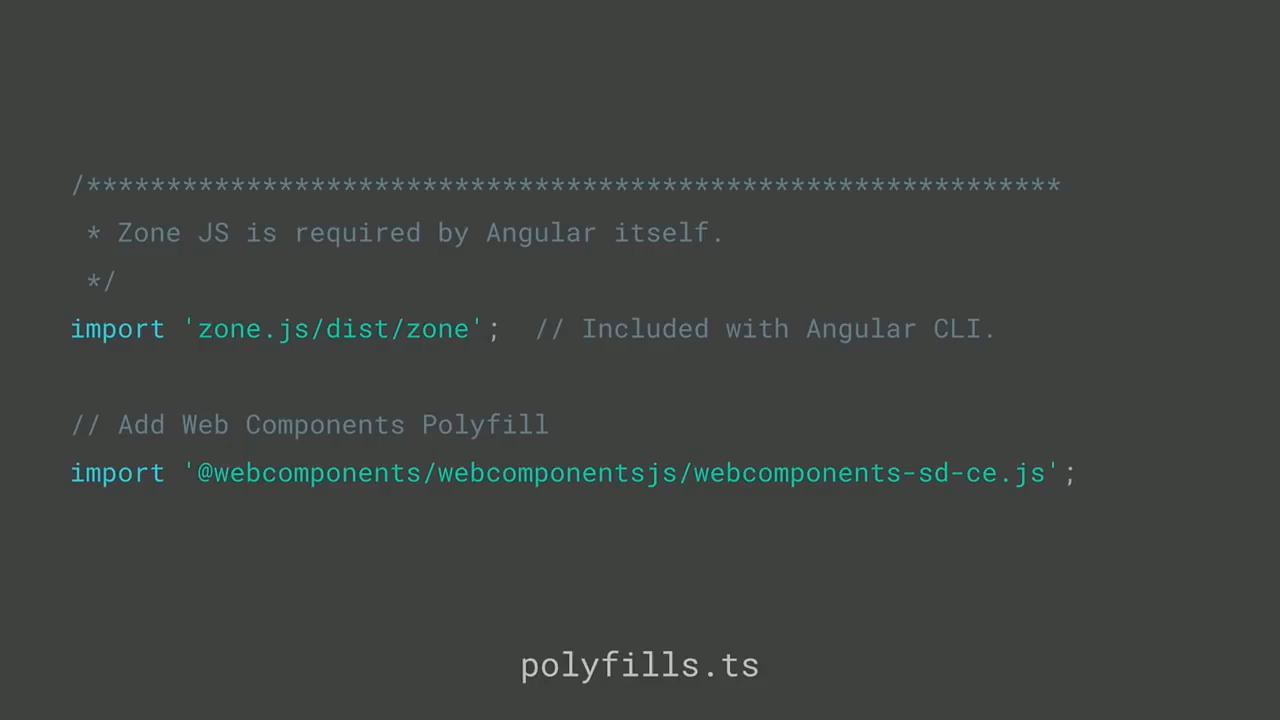 /*************************************************************
 * Zone JS is required by Angular itself.
 */
import 'zone.js/dist/zone';  // Included with Angular CLI.
// Add Web Components Polyfill
import '@webcomponents/webcomponentsjs/webcomponents-sd-ce.js';
polyfills.ts